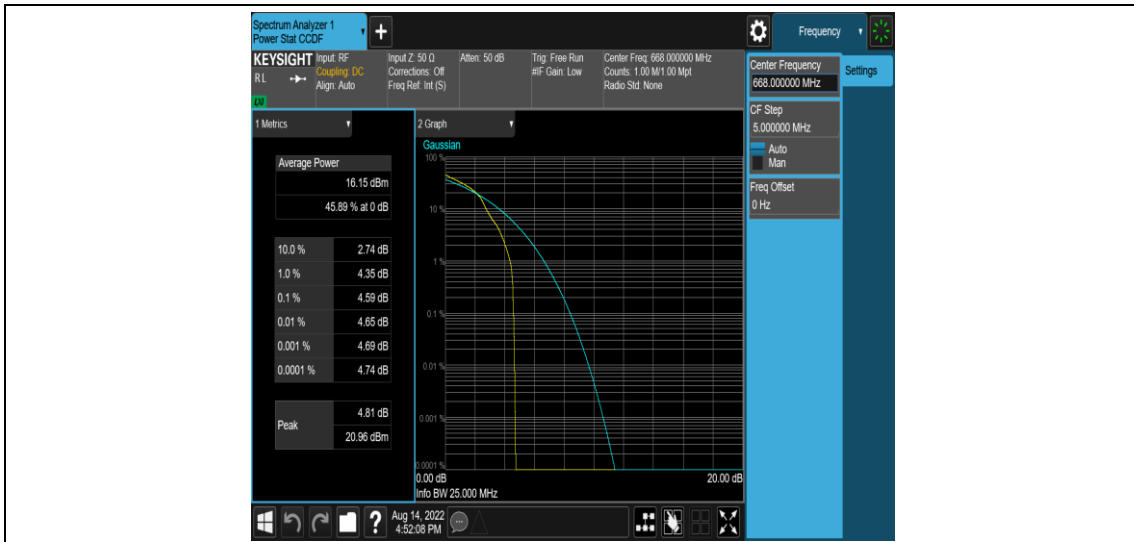 Spectrum Analyzer 1
Power Stat CCDF
Frequency
KEYSIGHT
Input: RF
Coupling: DC
Align: Auto
Input Z: 50 Ω
Corrections: Off
Freq Ref: Int (S)
Atten: 50 dB
Trig: Free Run
#IF Gain: Low
Center Freq: 668.000000 MHz
Counts: 1.00 M/1.00 Mpt
Radio Std: None
RL
LXI
Center Frequency
668.000000 MHz
Settings
CF Step
5.000000 MHz
Auto
Man
Freq Offset
0 Hz
1 Metrics
Average Power
16.15 dBm
45.89 % at 0 dB
10.0 % 2.74 dB
1.0 % 4.35 dB
0.1 % 4.59 dB
0.01 % 4.65 dB
0.001 % 4.69 dB
0.0001 % 4.74 dB
Peak
4.81 dB
20.96 dBm
2 Graph
Gaussian
100 %
10 %
1 %
0.1 %
0.01 %
0.001 %
0.0001 %
0.00 dB 20.00 dB
Info BW 25.000 MHz
?
Aug 14, 2022
4:52:08 PM